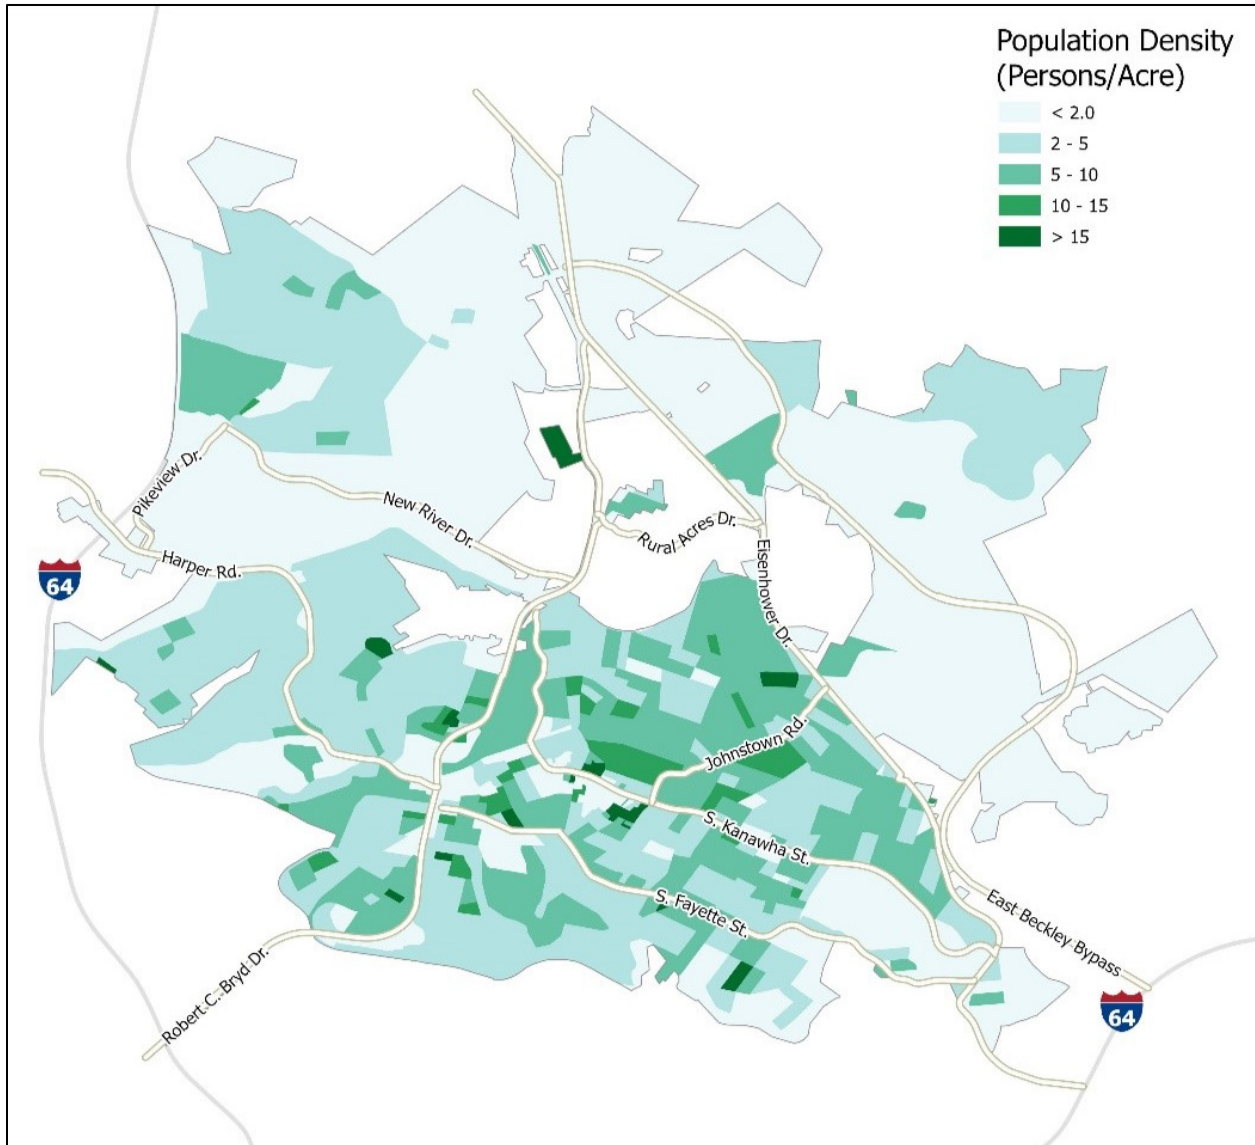 Population Density
(Persons/Acre)
< 2.0
2 - 5
5 - 10
10 - 15
> 15
Pikeview Dr.
New River Dr.
Rural Acres Dr.
Harper Rd.
64
Eisenhower Dr.
Johnstown Rd.
S. Kanawha St.
S. Fayette St.
East Beckley Bypass
Robert C. Bryd Dr.
64